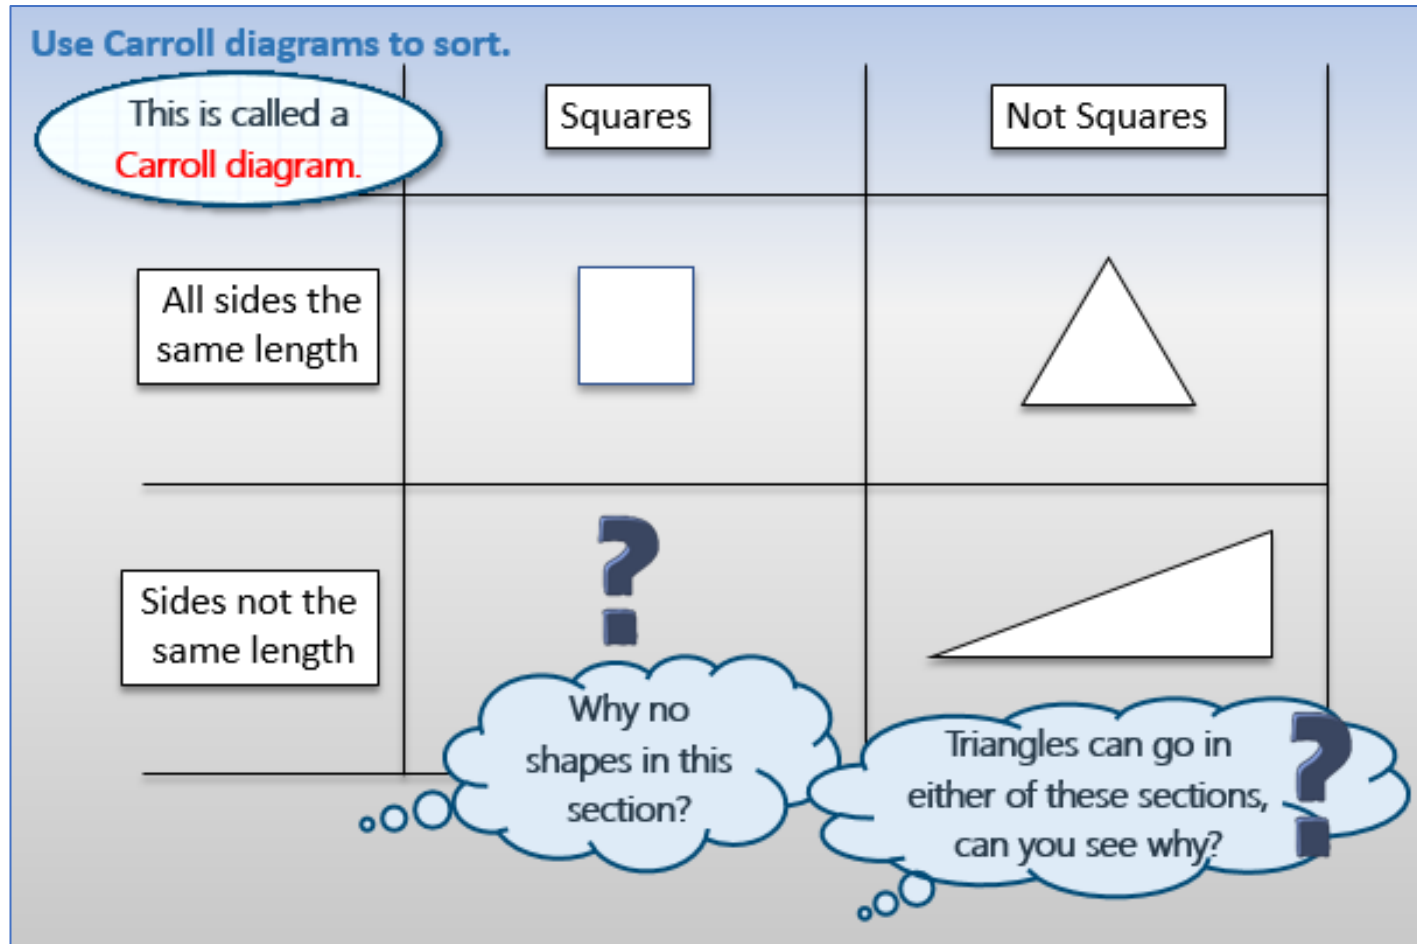 Use Carroll diagrams to sort.
This is called a
Carroll diagram.
Squares
Not Squares
All sides the
same length
Sides not the
same length
?
Why no
shapes in this
section?
Triangles can go in
either of these sections,
can you see why?
?